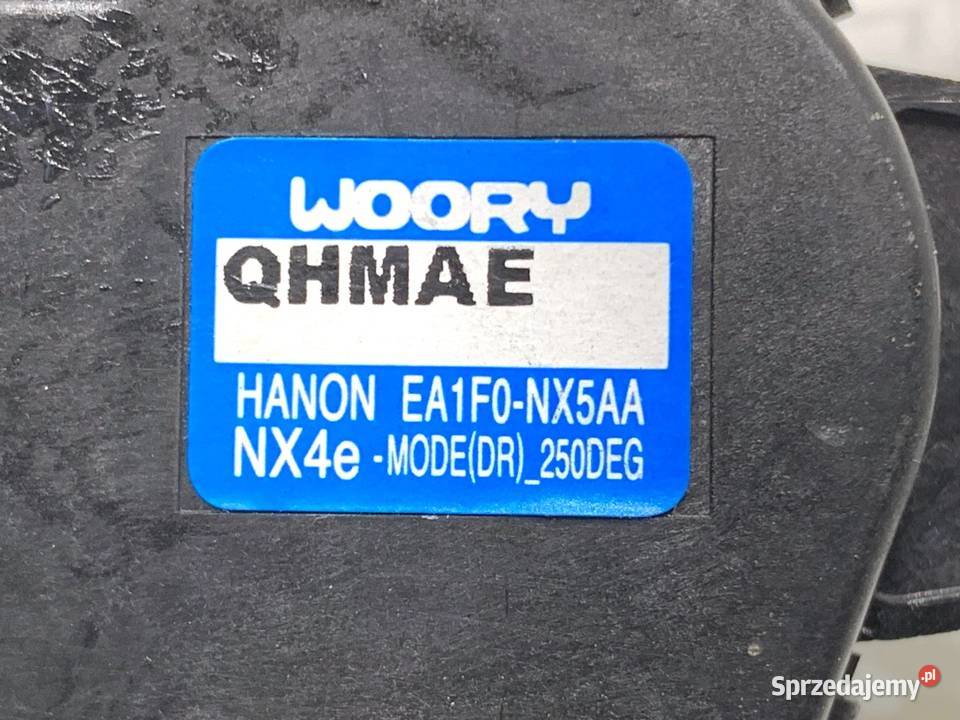 WOORY
QHMAE
HANON EA1F0-NX5AA
NX4e -MODE(DR)_250DEG
Sprzedajemy.pl